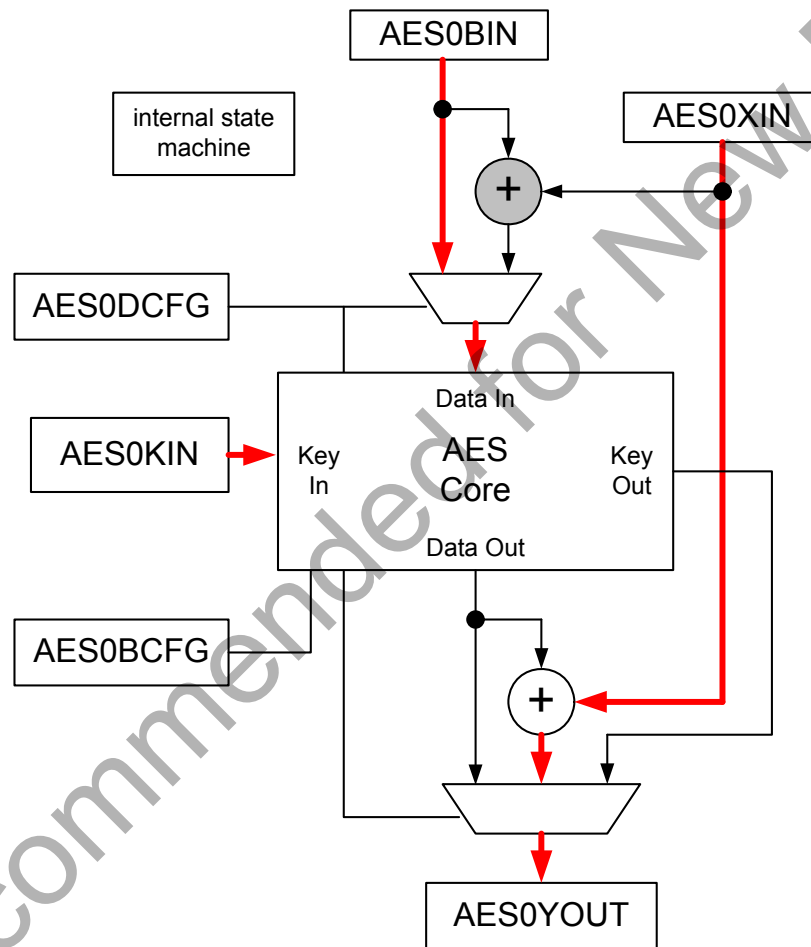 AES0BIN
internal state
machine
AES0XIN
+
AES0DCFG
Data In
AES0KIN
Key
In
AES
Core
Key
Out
Data Out
AES0BCFG
+
AES0YOUT
commended for New